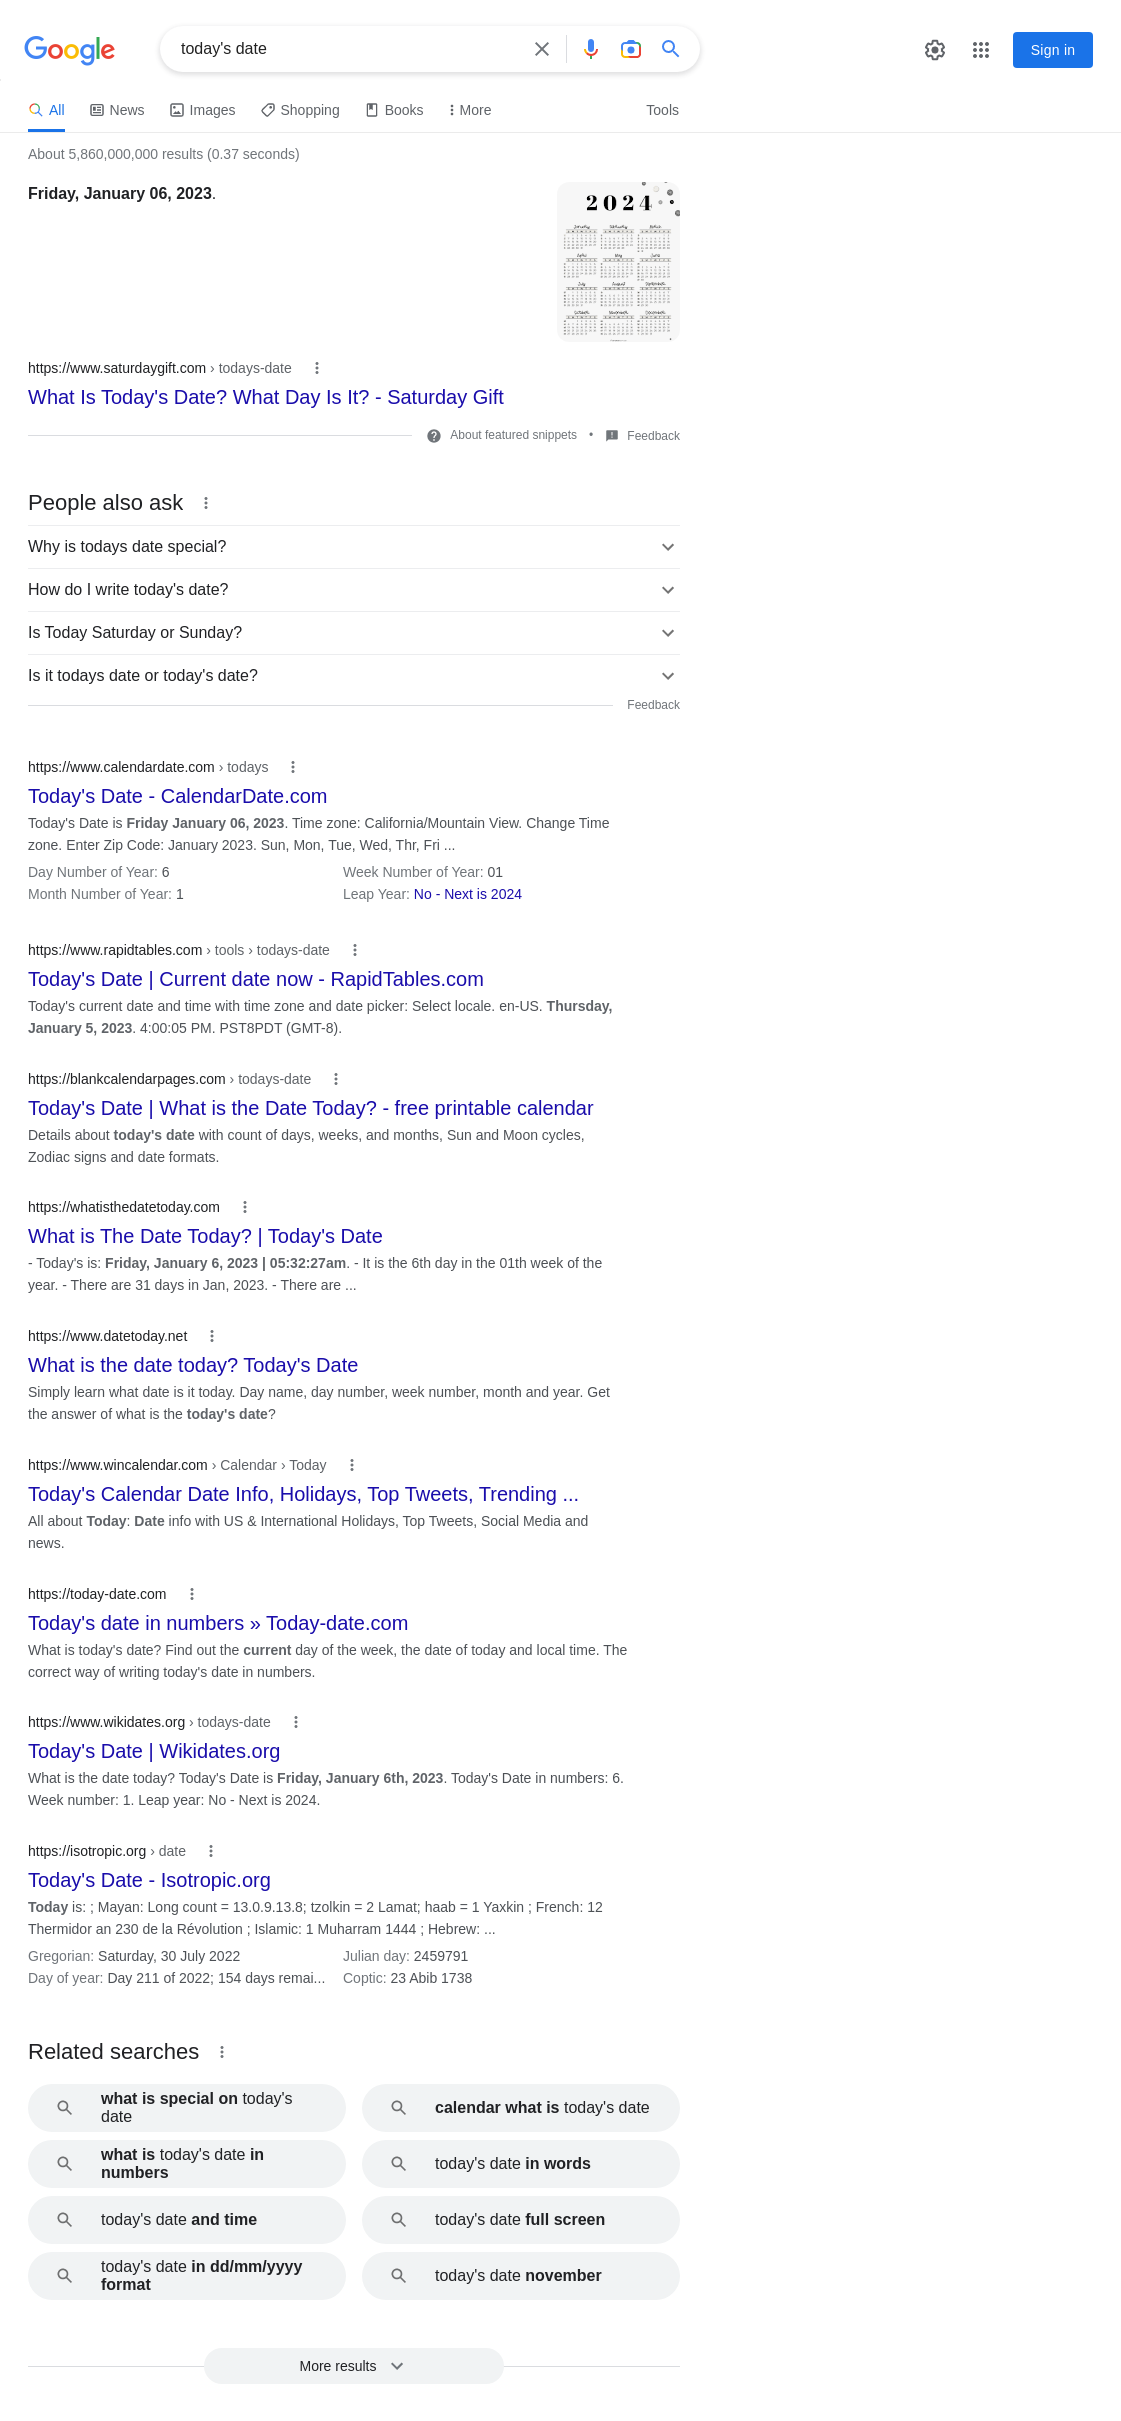 Google
today's date
Sign in
All
News
Images
Shopping
Books
More
Tools
About 5,860,000,000 results (0.37 seconds)
Friday, January 06, 2023.
2024
https://www.saturdaygift.com › todays-date
What Is Today's Date? What Day Is It? - Saturday Gift
About featured snippets • Feedback
People also ask
Why is todays date special?
How do I write today's date?
Is Today Saturday or Sunday?
Is it todays date or today's date?
Feedback
https://www.calendardate.com › todays
Today's Date - CalendarDate.com
Today's Date is Friday January 06, 2023. Time zone: California/Mountain View. Change Time
zone. Enter Zip Code: January 2023. Sun, Mon, Tue, Wed, Thr, Fri ...
Day Number of Year: 6
Week Number of Year: 01
Month Number of Year: 1
Leap Year: No - Next is 2024
https://www.rapidtables.com › tools › todays-date
Today's Date | Current date now - RapidTables.com
Today's current date and time with time zone and date picker: Select locale. en-US. Thursday,
January 5, 2023. 4:00:05 PM. PST8PDT (GMT-8).
https://blankcalendarpages.com › todays-date
Today's Date | What is the Date Today? - free printable calendar
Details about today's date with count of days, weeks, and months, Sun and Moon cycles,
Zodiac signs and date formats.
https://whatisthedatetoday.com
What is The Date Today? | Today's Date
- Today's is: Friday, January 6, 2023 | 05:32:27am. - It is the 6th day in the 01th week of the
year. - There are 31 days in Jan, 2023. - There are ...
https://www.datetoday.net
What is the date today? Today's Date
Simply learn what date is it today. Day name, day number, week number, month and year. Get
the answer of what is the today's date?
https://www.wincalendar.com › Calendar › Today
Today's Calendar Date Info, Holidays, Top Tweets, Trending ...
All about Today: Date info with US & International Holidays, Top Tweets, Social Media and
news.
https://today-date.com
Today's date in numbers » Today-date.com
What is today's date? Find out the current day of the week, the date of today and local time. The
correct way of writing today's date in numbers.
https://www.wikidates.org › todays-date
Today's Date | Wikidates.org
What is the date today? Today's Date is Friday, January 6th, 2023. Today's Date in numbers: 6.
Week number: 1. Leap year: No - Next is 2024.
https://isotropic.org › date
Today's Date - Isotropic.org
Today is: ; Mayan: Long count = 13.0.9.13.8; tzolkin = 2 Lamat; haab = 1 Yaxkin ; French: 12
Thermidor an 230 de la Révolution ; Islamic: 1 Muharram 1444 ; Hebrew: ...
Gregorian: Saturday, 30 July 2022
Julian day: 2459791
Day of year: Day 211 of 2022; 154 days remai...
Coptic: 23 Abib 1738
Related searches
what is special on today's
date
calendar what is today's date
what is today's date in
numbers
today's date in words
today's date and time
today's date full screen
today's date in dd/mm/yyyy
format
today's date november
More results